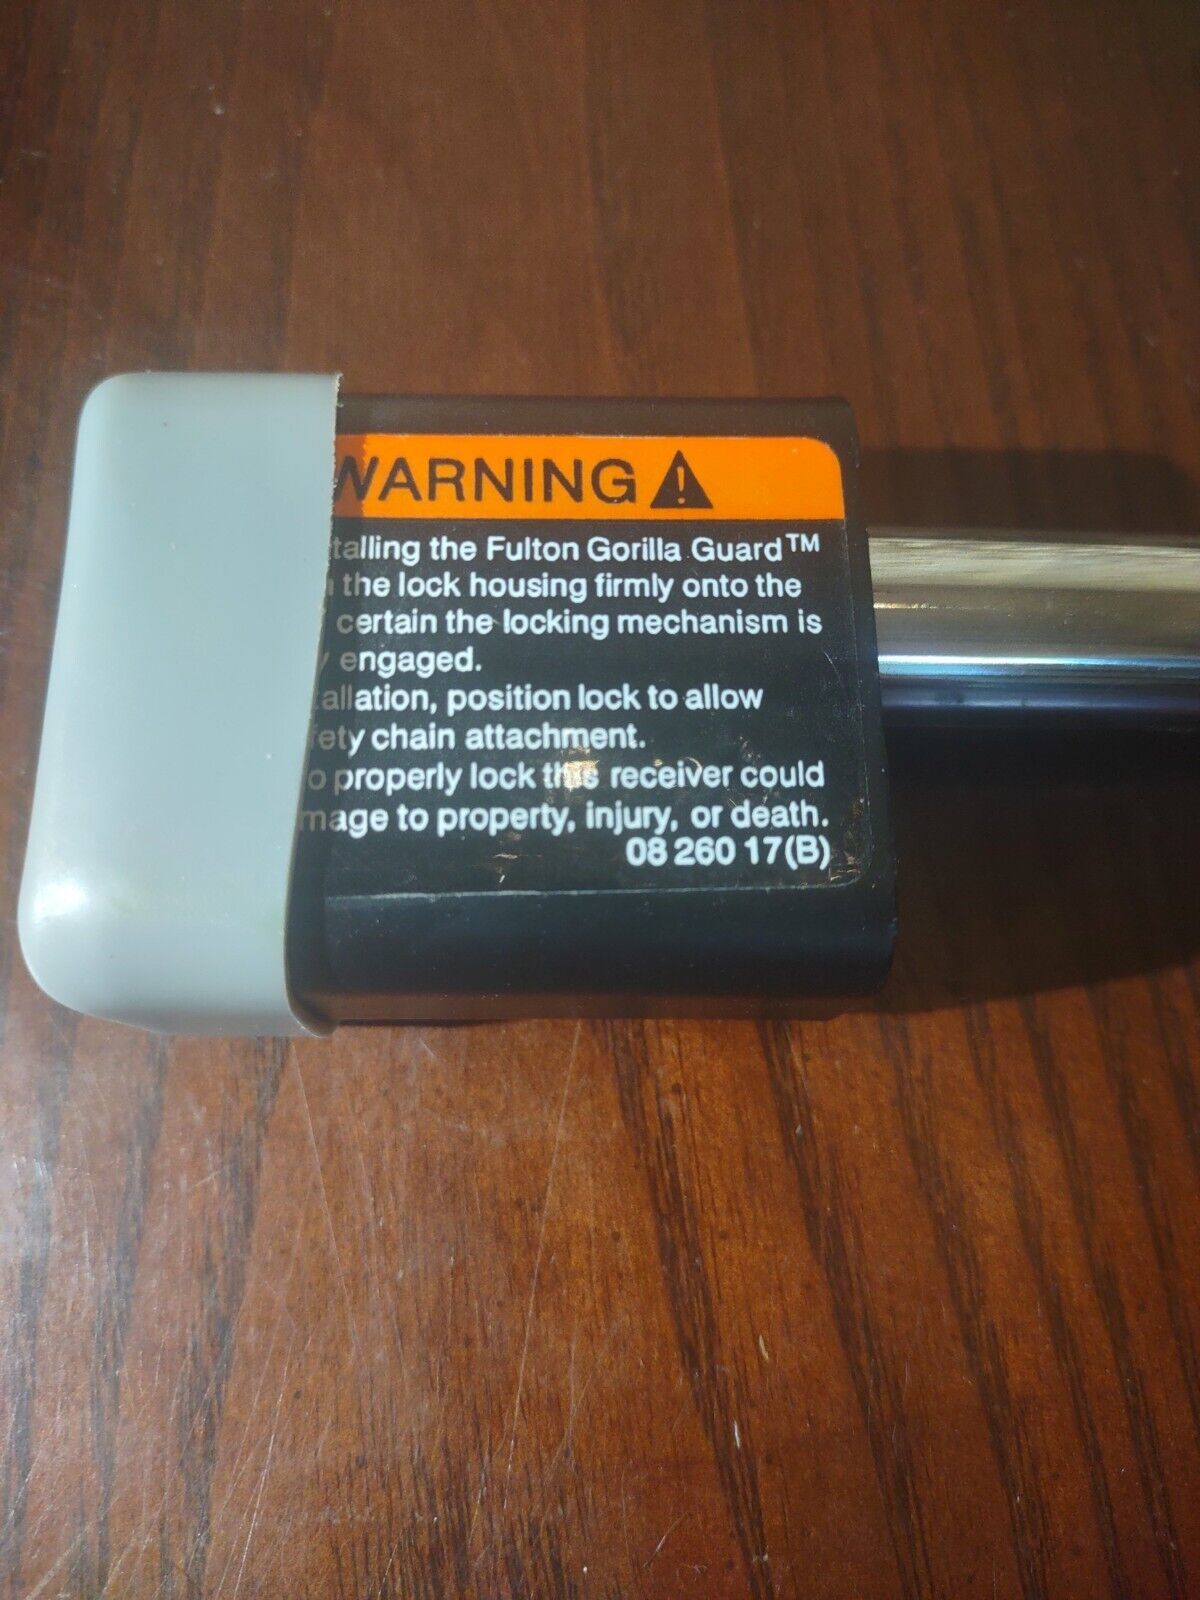 WARNING
talling the Fulton Gorilla Guard™
the lock housing firmly onto the
certain the locking mechanism is
engaged.
allation, position lock to allow
ety chain attachment.
o properly lock this receiver could
mage to property, injury, or death.
08 260 17(B)